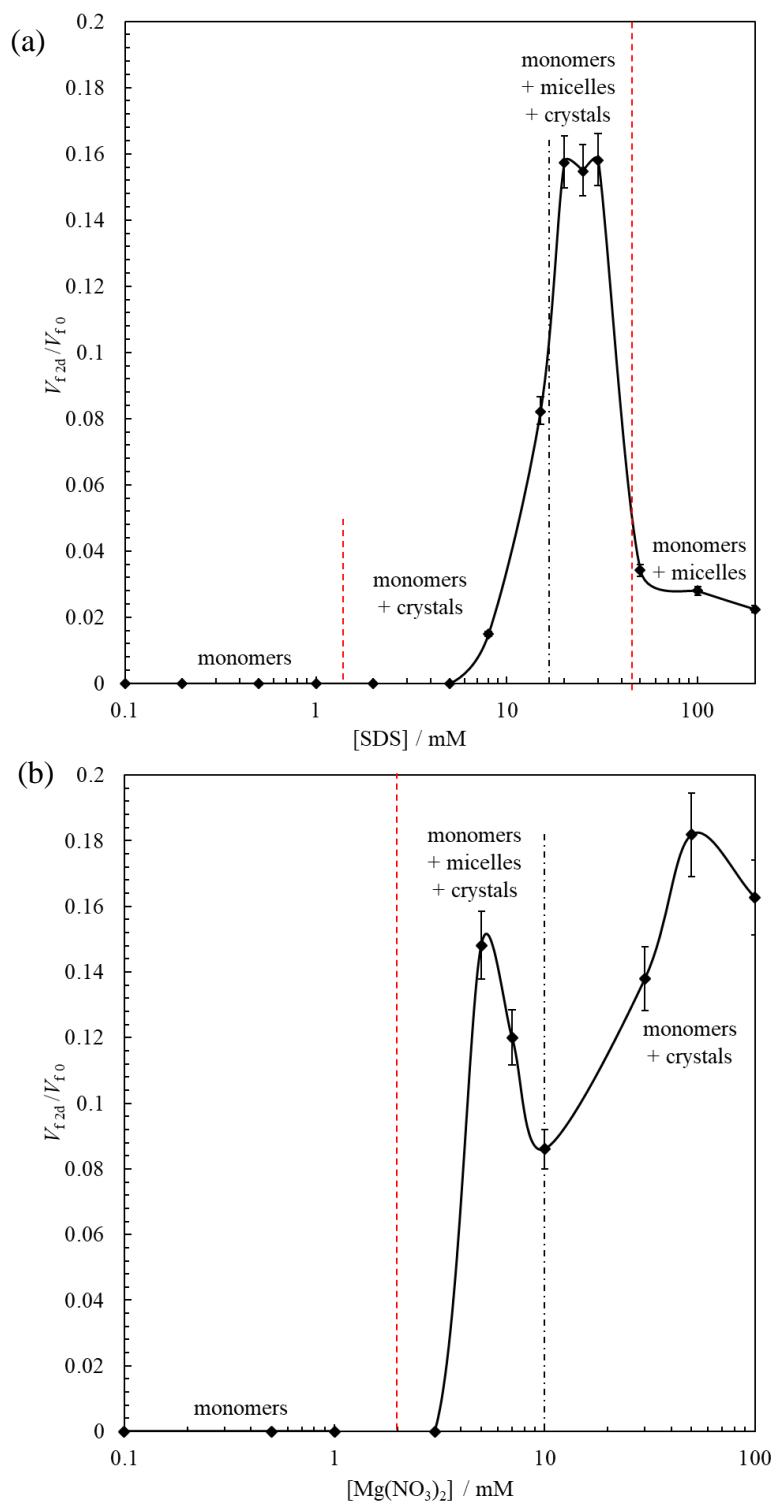 (a)
0.2
0.18
0.16
0.14
0.12
0.1
0.08
0.06
0.04
0.02
0
V_{f 2d}/V_{f 0}
monomers
+ micelles
+ crystals
monomers
+ crystals
monomers
+ micelles
monomers
0.1 1 10 100
[SDS] / mM
(b)
0.2
0.18
0.16
0.14
0.12
0.1
0.08
0.06
0.04
0.02
0
V_{f 2d}/V_{f 0}
monomers
+ micelles
+ crystals
monomers
+ crystals
monomers
0.1 1 10 100
[Mg(NO₃)₂] / mM